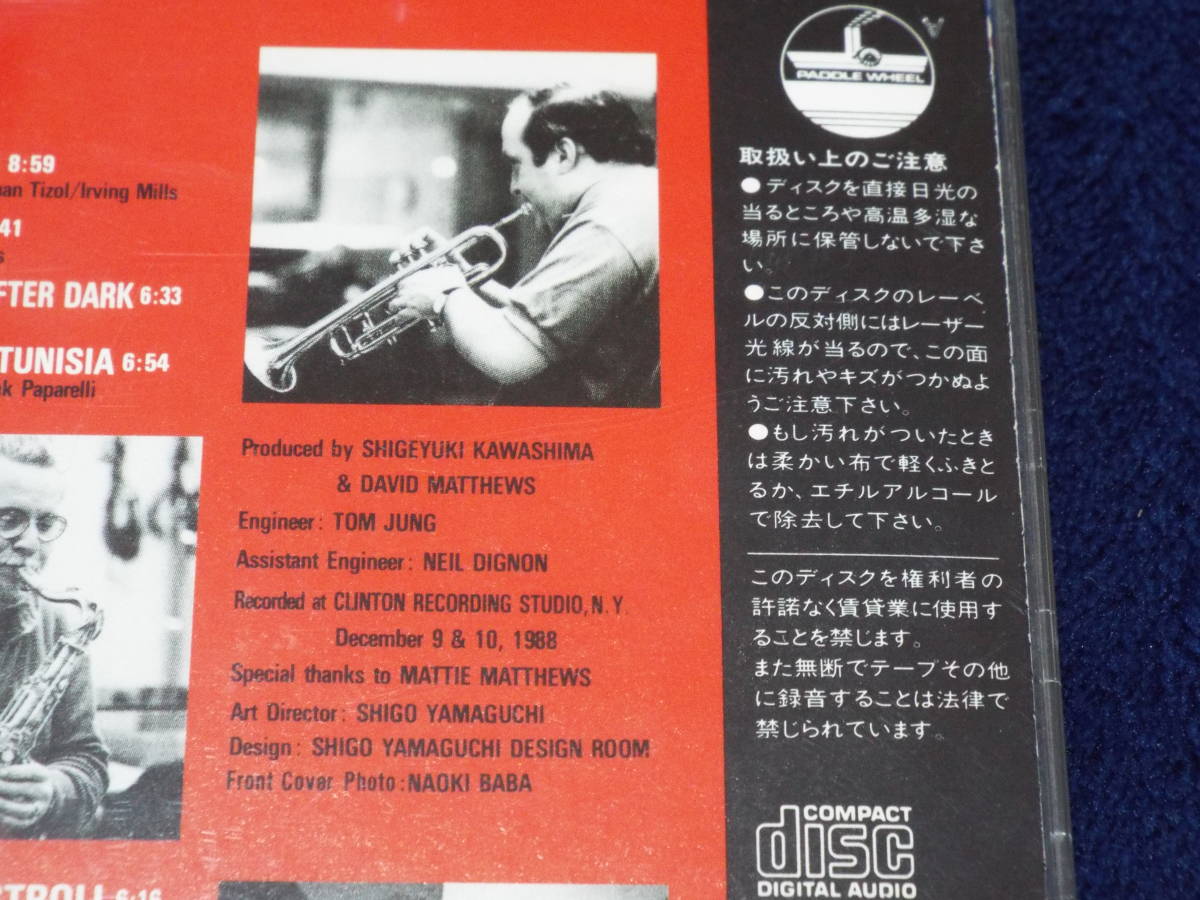 8:59
Tizol/Irving Mills
41
AFTER DARK 6:33
TUNISIA 6:54
Paparelli
Produced by SHIGEYUKI KAWASHIMA
& DAVID MATTHEWS
Engineer: TOM JUNG
Assistant Engineer: NEIL DIGNON
Recorded at CLINTON RECORDING STUDIO, N.Y.
December 9 & 10, 1988
Special thanks to MATTIE MATTHEWS
Art Director: SHIGO YAMAGUCHI
Design: SHIGO YAMAGUCHI DESIGN ROOM
Front Cover Photo:NAOKI BABA
6:16
PADDLE WHEEL
取扱い上のご注意
●ディスクを直接日光の
当るところや高温多湿な
場所に保管しないで下さ
い。
●このディスクのレーベ
ルの反対側にはレーザー
光線が当るので、この面
に汚れやキズがつかぬよ
うご注意下さい。
●もし汚れがついたとき
は柔かい布で軽くふきと
るか、エチルアルコール
で除去して下さい。
このディスクを権利者の
許諾なく賃貸業に使用す
ることを禁じます。
また無断でテープその他
に録音することは法律で
禁じられています。
COMPACT
disc
DIGITAL AUDIO